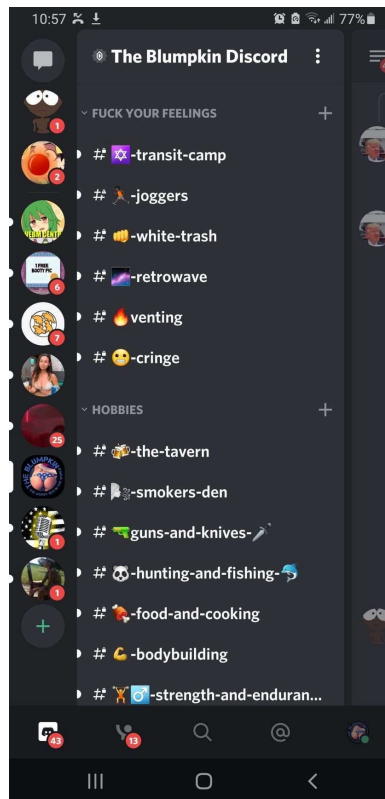 10:57
77%
The Blumpkin Discord
FUCK YOUR FEELINGS
-transit-camp
-joggers
-white-trash
-retrowave
venting
-cringe
HOBBIES
-the-tavern
-smokers-den
guns-and-knives-
-hunting-and-fishing-
-food-and-cooking
-bodybuilding
-strength-and-enduran...
1
2
1 FREE
BOOTY PIC
6
7
25
THE BLUMPKIN
1
1
43
13